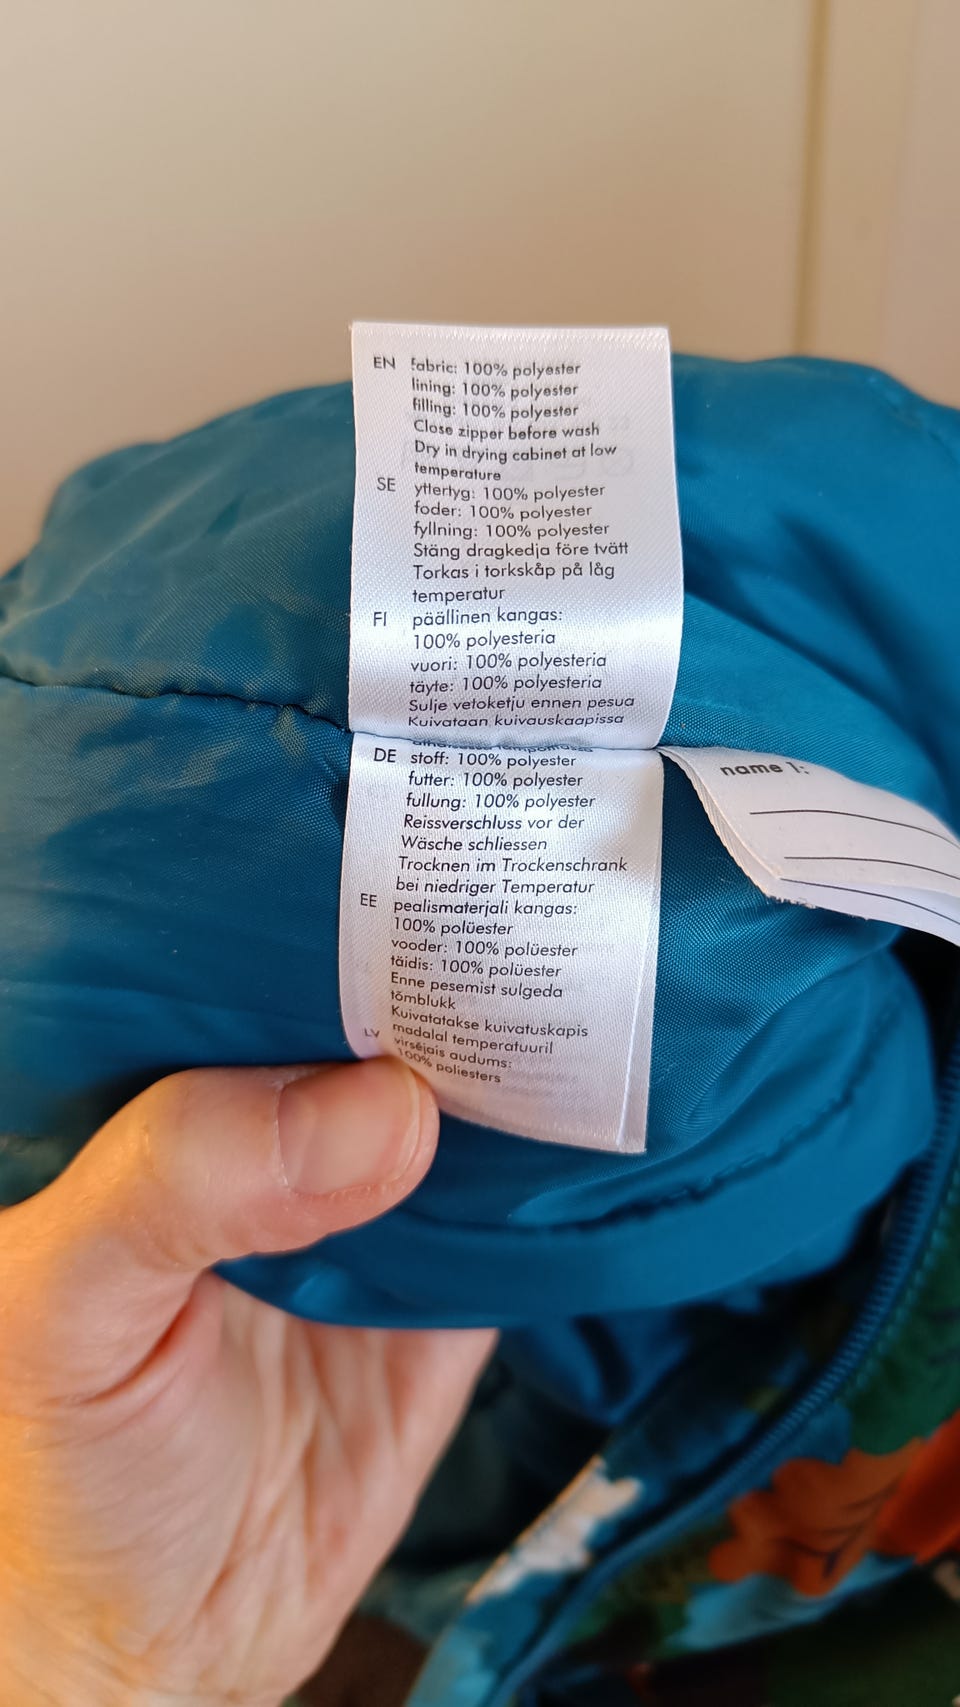 EN fabric: 100% polyester
lining: 100% polyester
filling: 100% polyester
Close zipper before wash
Dry in drying cabinet at low
temperature
SE yttertyg: 100% polyester
foder: 100% polyester
fyllning: 100% polyester
Stäng dragkedja före tvätt
Torkas i torkskåp på låg
temperatur
FI päällinen kangas:
100% polyesteria
vuori: 100% polyesteria
täyte: 100% polyesteria
Sulje vetoketju ennen pesua
Kuivataan kuivauskaapissa
DE stoff: 100% polyester
futter: 100% polyester
fullung: 100% polyester
Reissverschluss vor der
Wäsche schliessen
Trocknen im Trockenschrank
bei niedriger Temperatur
EE pealismaterjali kangas:
100% polüester
vooder: 100% polüester
täidis: 100% polüester
Enne pesemist sulgeda
tõmblukk
Kuivatatakse kuivatuskapis
madalal temperatuuril
LV virsējais audums:
100% poliesters
name 1: